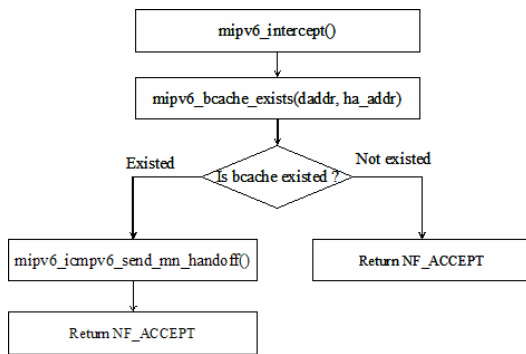 mipv6_intercept()
mipv6_bcache_exists(daddr, ha_addr)
Existed
Is bcache existed ?
Not existed
mipv6_icmpv6_send_mn_handoff()
Return NF_ACCEPT
Return NF_ACCEPT